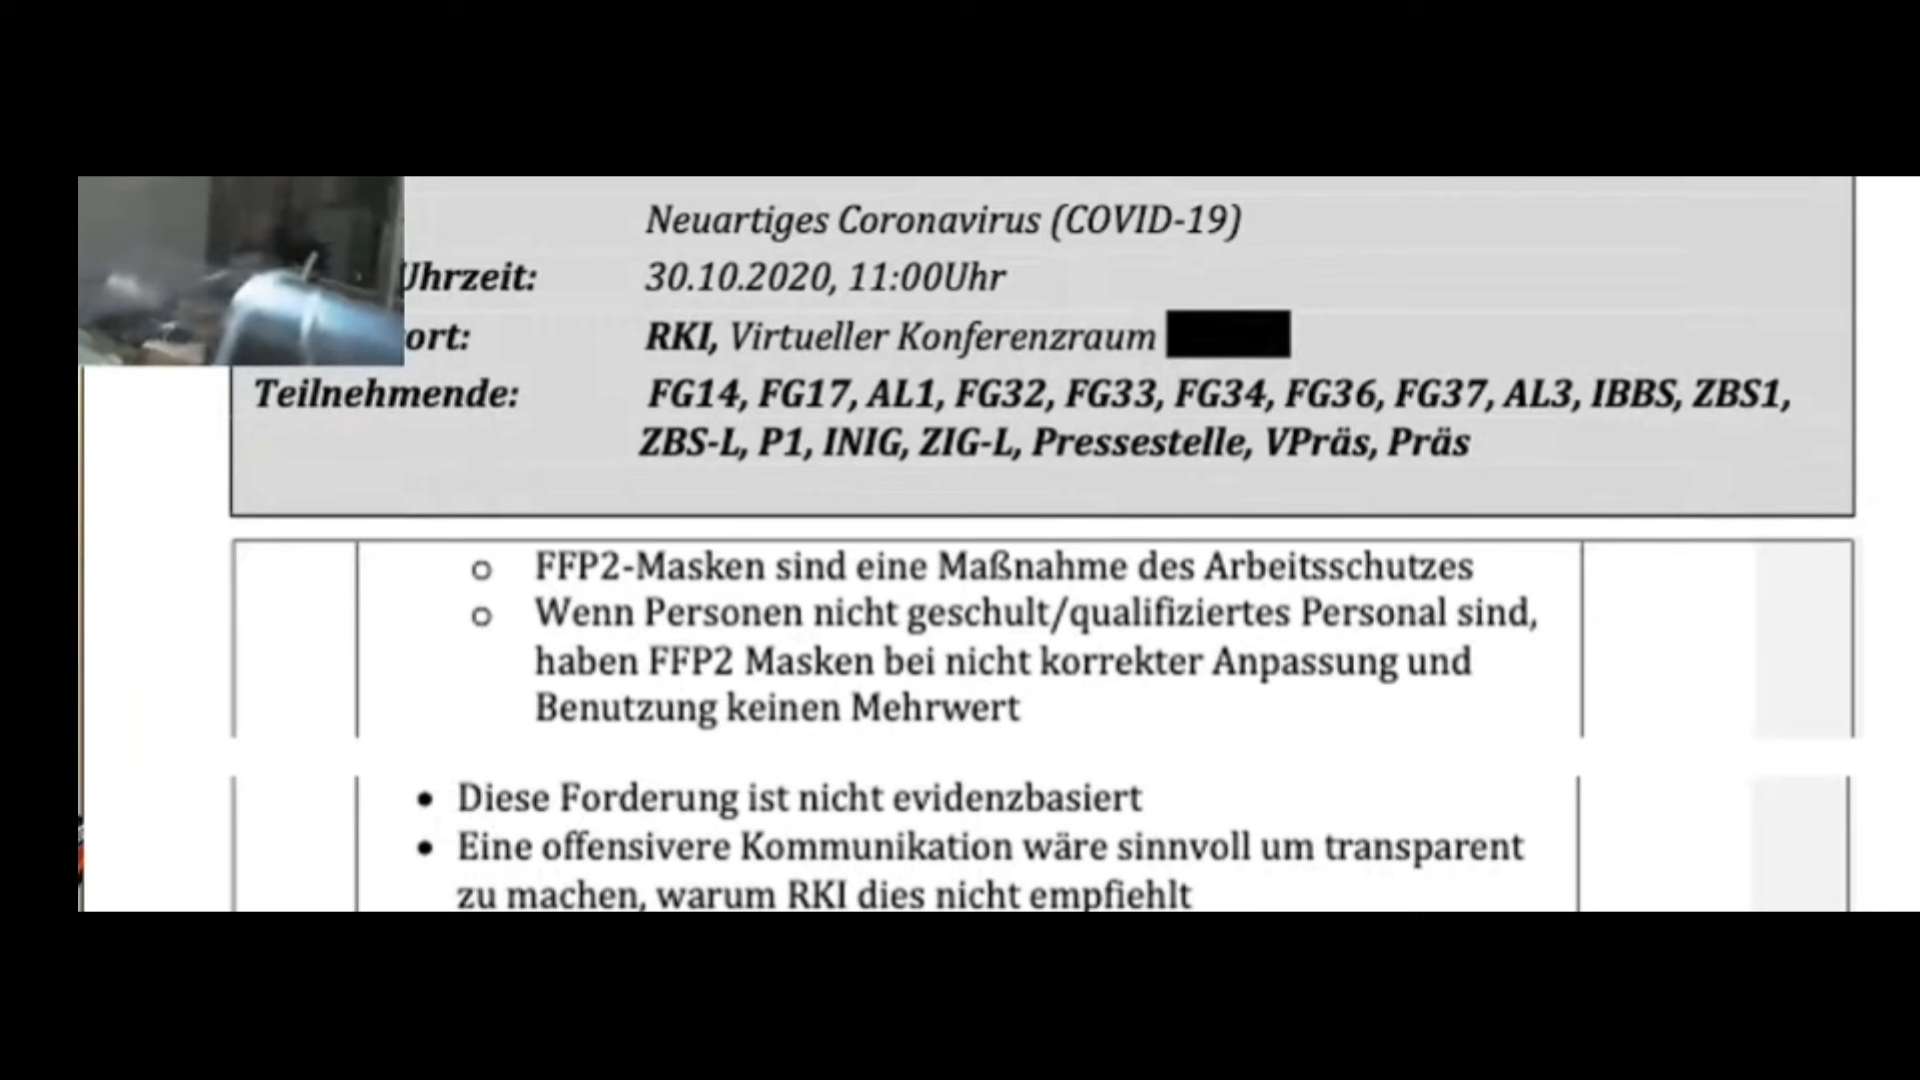 Neuartiges Coronavirus (COVID-19)
Uhrzeit: 30.10.2020, 11:00Uhr
ort: RKI, Virtueller Konferenzraum
Teilnehmende: FG14, FG17, AL1, FG32, FG33, FG34, FG36, FG37, AL3, IBBS, ZBS1,
ZBS-L, P1, INIG, ZIG-L, Pressestelle, VPräs, Präs
o FFP2-Masken sind eine Maßnahme des Arbeitsschutzes
o Wenn Personen nicht geschult/qualifiziertes Personal sind,
haben FFP2 Masken bei nicht korrekter Anpassung und
Benutzung keinen Mehrwert
• Diese Forderung ist nicht evidenzbasiert
• Eine offensivere Kommunikation wäre sinnvoll um transparent
zu machen, warum RKI dies nicht empfiehlt